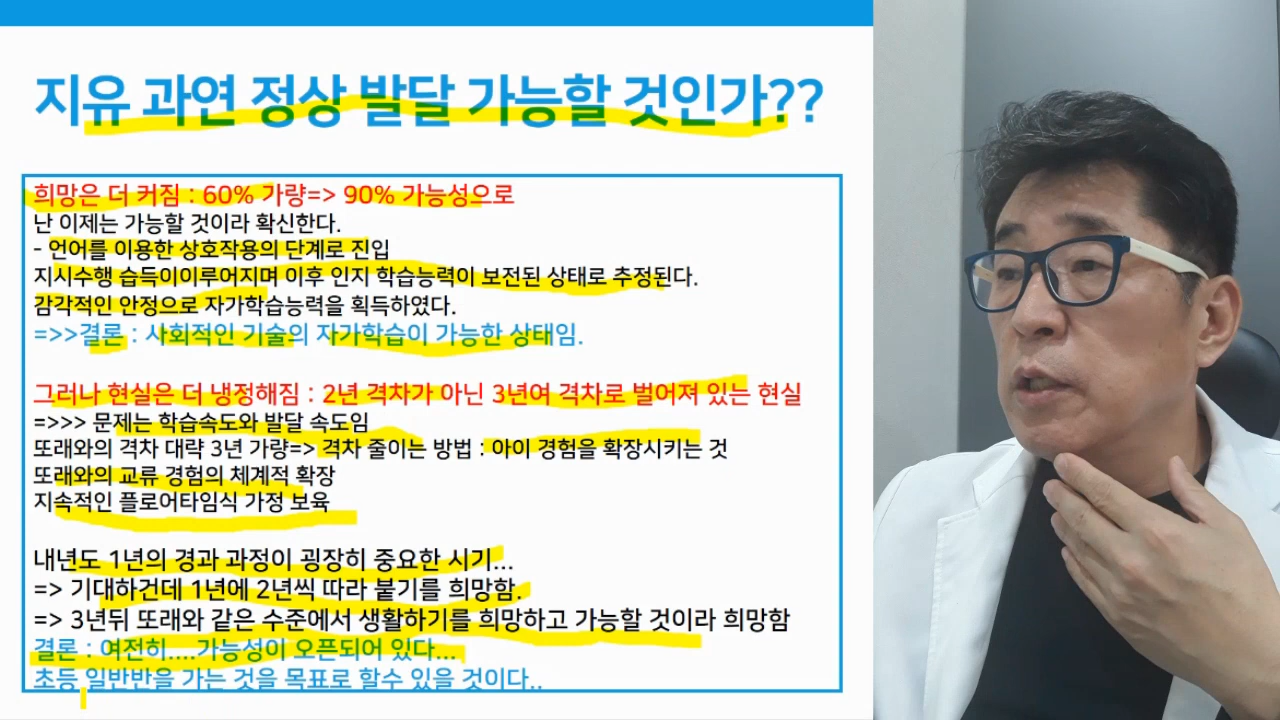 지유 과연 정상 발달 가능할 것인가??
희망은 더 커짐 : 60% 가량=> 90% 가능성으로
난 이제는 가능할 것이라 확신한다.
- 언어를 이용한 상호작용의 단계로 진입
지시수행 습득이이루어지며 이후 인지 학습능력이 보전된 상태로 추정된다.
감각적인 안정으로 자가학습능력을 획득하였다.
=>>결론 : 사회적인 기술의 자가학습이 가능한 상태임.
그러나 현실은 더 냉정해짐 : 2년 격차가 아닌 3년여 격차로 벌어져 있는 현실
=>>> 문제는 학습속도와 발달 속도임
또래와의 격차 대략 3년 가량=> 격차 줄이는 방법 : 아이 경험을 확장시키는 것
또래와의 교류 경험의 체계적 확장
지속적인 플로어타임식 가정 보육
내년도 1년의 경과 과정이 굉장히 중요한 시기...
=> 기대하건데 1년에 2년씩 따라 붙기를 희망함.
=> 3년뒤 또래와 같은 수준에서 생활하기를 희망하고 가능할 것이라 희망함
결론 : 여전히....가능성이 오픈되어 있다...
초등 일반반을 가는 것을 목표로 할수 있을 것이다..